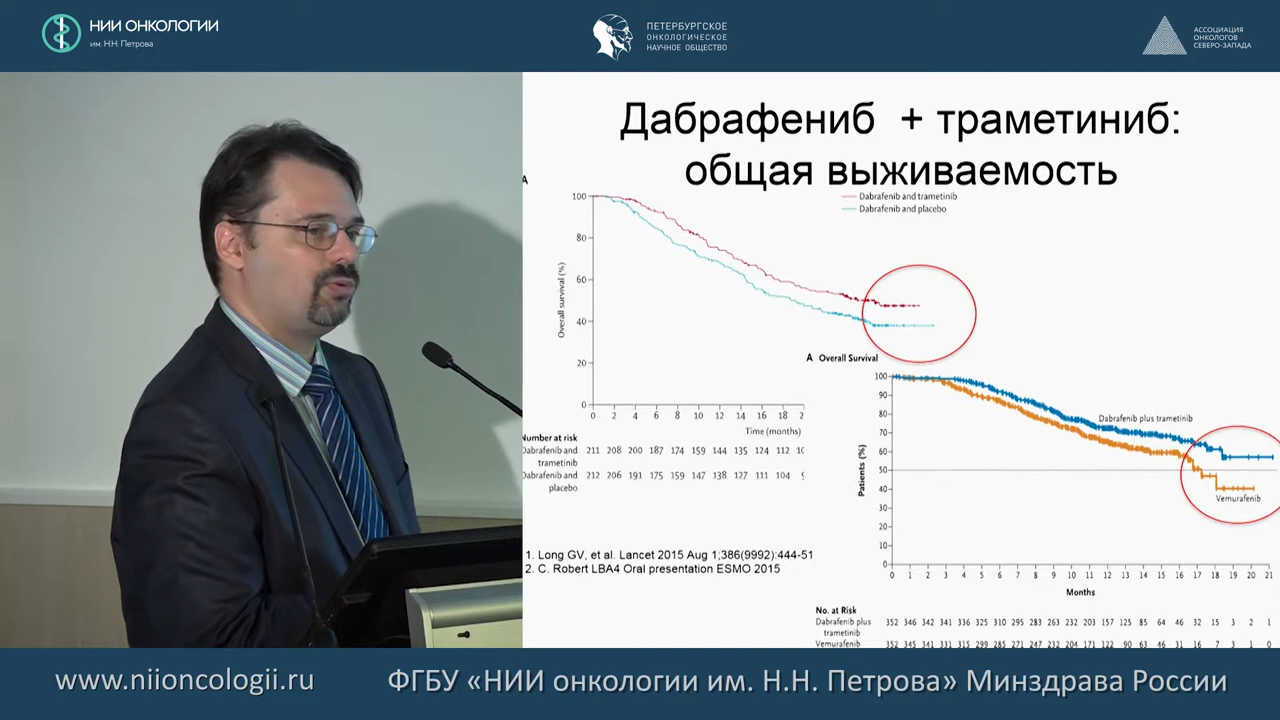 НИИ ОНКОЛОГИИ
им. Н.Н. Петрова
ПЕТЕРБУРГСКОЕ
ОНКОЛОГИЧЕСКОЕ
НАУЧНОЕ ОБЩЕСТВО
АССОЦИАЦИЯ
ОНКОЛОГОВ
СЕВЕРО-ЗАПАДА
Дабрафениб + траметиниб:
общая выживаемость
A
Dabrafenib and trametinib
Dabrafenib and placebo
100
80
60
40
20
0
Overall survival (%)
0 2 4 6 8 10 12 14 16 18 2
Time (months)
Number at risk
Dabrafenib and
trametinib
211 208 200 187 174 159 144 135 124 112
Dabrafenib and
placebo
212 206 191 175 159 147 138 127 111 104
A Overall Survival
100
90
80
70
60
50
40
30
20
10
0
Patients (%)
Dabrafenib plus trametinib
Vemurafenib
0 1 2 3 4 5 6 7 8 9 10 11 12 13 14 15 16 17 18 19 20 21
Months
No. at Risk
Dabrafenib plus
trametinib
352 346 342 341 336 325 310 295 283 263 232 203 157 125 85 64 46 32 15 3 2 1
Vemurafenib
352 345 341 331 315 299 285 271 247 232 204 171 122 90 63 46 31 16 7 3 1 0
1. Long GV, et al. Lancet 2015 Aug 1;386(9992):444-51
2. C. Robert LBA4 Oral presentation ESMO 2015
www.niioncologii.ru
ФГБУ «НИИ онкологии им. Н.Н. Петрова» Минздрава России